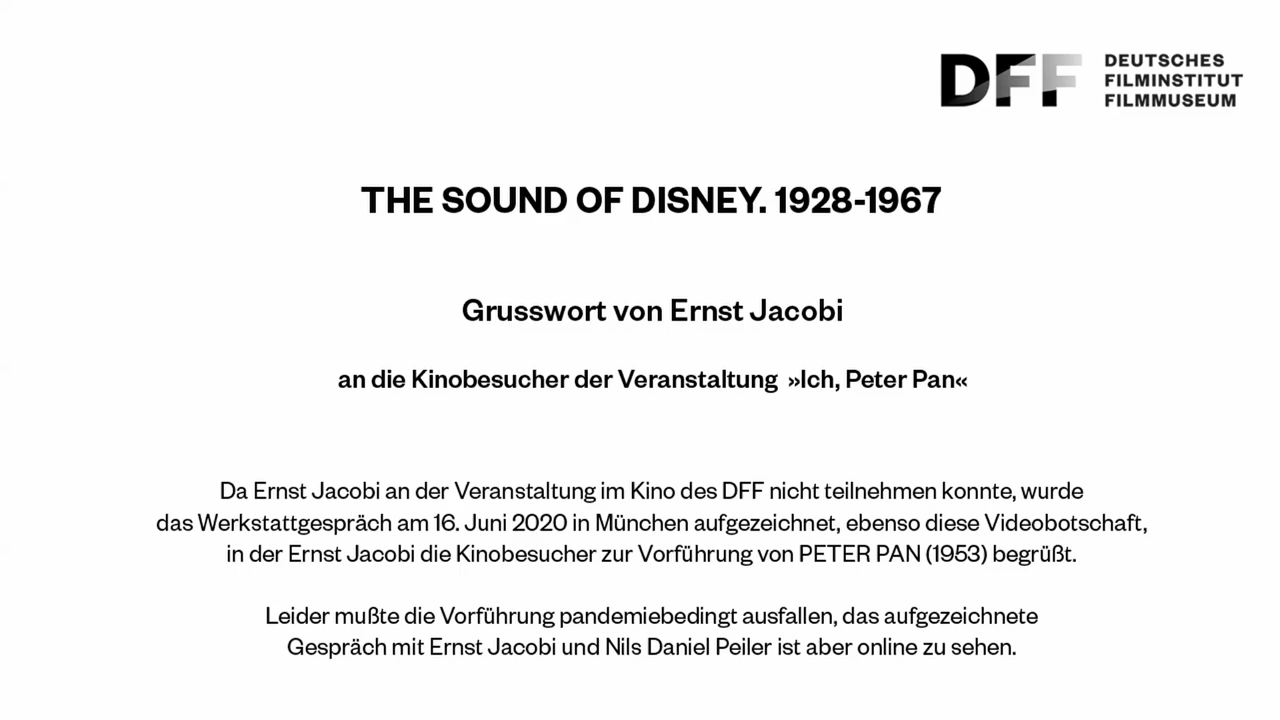 DFF DEUTSCHES
FILMINSTITUT
FILMMUSEUM
THE SOUND OF DISNEY. 1928-1967
Grusswort von Ernst Jacobi
an die Kinobesucher der Veranstaltung »Ich, Peter Pan«
Da Ernst Jacobi an der Veranstaltung im Kino des DFF nicht teilnehmen konnte, wurde
das Werkstattgespräch am 16. Juni 2020 in München aufgezeichnet, ebenso diese Videobotschaft,
in der Ernst Jacobi die Kinobesucher zur Vorführung von PETER PAN (1953) begrüßt.
Leider mußte die Vorführung pandemiebedingt ausfallen, das aufgezeichnete
Gespräch mit Ernst Jacobi und Nils Daniel Peiler ist aber online zu sehen.